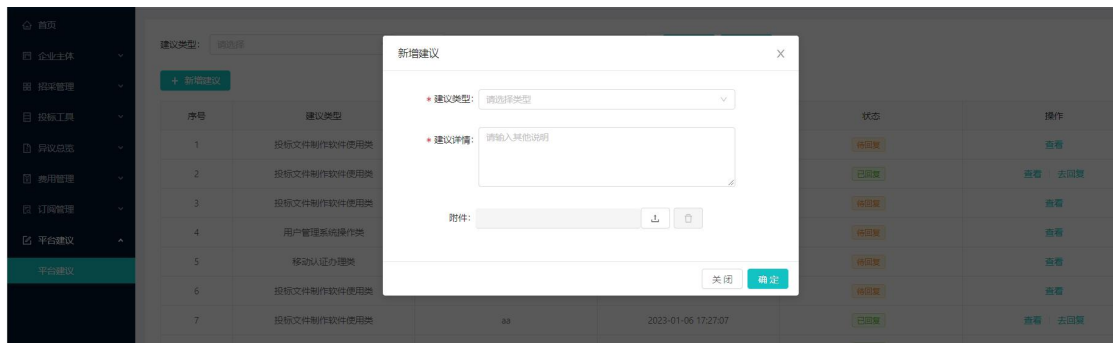 首页
企业主体
招采管理
投标工具
异议总览
费用管理
订阅管理
平台建议
平台建议
建议类型: 请选择
+ 新增建议
序号 建议类型 状态 操作
1 投标文件制作软件使用类 待回复 查看
2 投标文件制作软件使用类 已回复 查看 去回复
3 投标文件制作软件使用类 待回复 查看
4 用户管理系统操作类 待回复 查看
5 移动认证办理类 待回复 查看
6 投标文件制作软件使用类 待回复 查看
7 投标文件制作软件使用类 aa 2023-01-06 17:27:07 已回复 查看 去回复
新增建议
* 建议类型: 请选择类型
* 建议详情: 请输入其他说明
附件:
关闭 确定